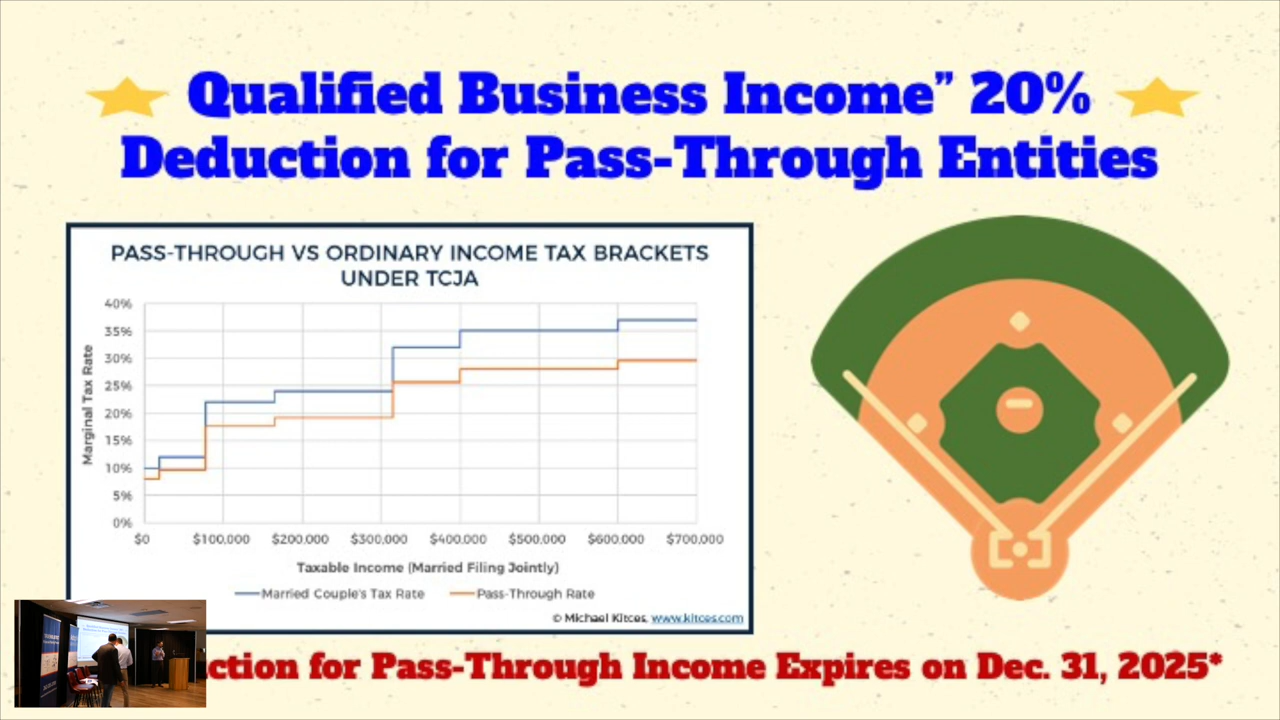 Qualified Business Income” 20%
Deduction for Pass-Through Entities
PASS-THROUGH VS ORDINARY INCOME TAX BRACKETS
UNDER TCJA
Marginal Tax Rate
40%
35%
30%
25%
20%
15%
10%
5%
0%
$0 $100,000 $200,000 $300,000 $400,000 $500,000 $600,000 $700,000
Taxable Income (Married Filing Jointly)
Married Couple's Tax Rate Pass-Through Rate
© Michael Kitces, www.kitces.com
ction for Pass-Through Income Expires on Dec. 31, 2025*